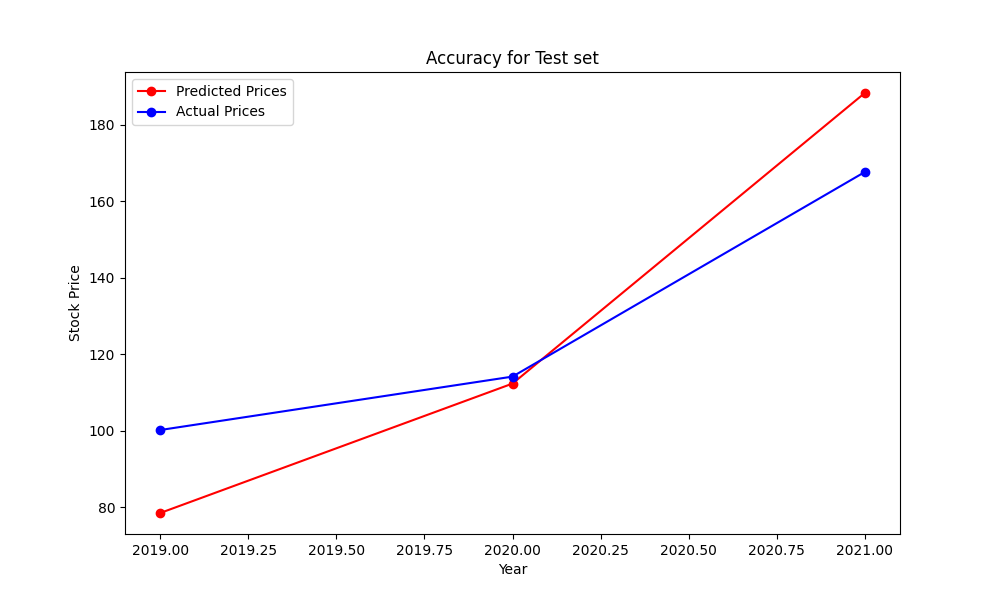 Accuracy for Test set
Predicted Prices
Actual Prices
180
160
140
120
100
80
Stock Price
2019.00 2019.25 2019.50 2019.75 2020.00 2020.25 2020.50 2020.75 2021.00
Year